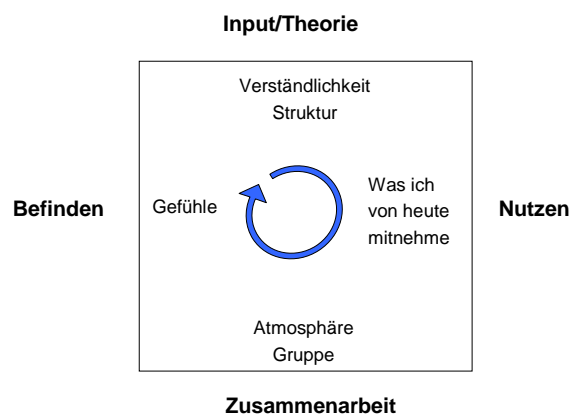 Input/Theorie
Verständlichkeit
Struktur
Befinden
Gefühle
Was ich
von heute
mitnehme
Nutzen
Atmosphäre
Gruppe
Zusammenarbeit